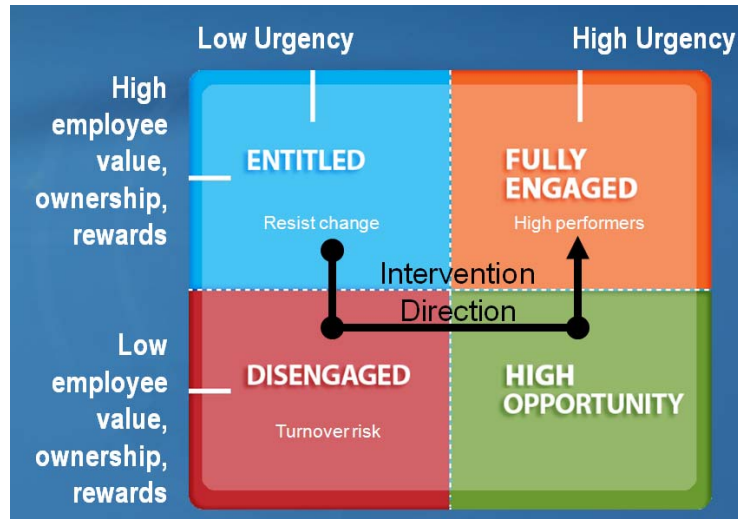 Low Urgency
High Urgency
High
employee
value,
ownership,
rewards
ENTITLED
Resist change
FULLY
ENGAGED
High performers
Intervention
Direction
Low
employee
value,
ownership,
rewards
DISENGAGED
Turnover risk
HIGH
OPPORTUNITY